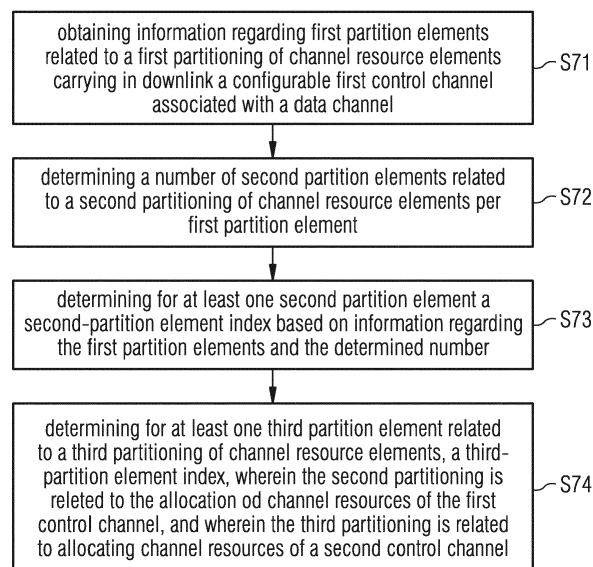 obtaining information regarding first partition elements
related to a first partitioning of channel resource elements
carrying in downlink a configurable first control channel
associated with a data channel
S71
determining a number of second partition elements related
to a second partitioning of channel resource elements per
first partition element
S72
determining for at least one second partition element a
second-partition element index based on information regarding
the first partition elements and the determined number
S73
determining for at least one third partition element related
to a third partitioning of channel resource elements, a third-
partition element index, wherein the second partitioning is
releted to the allocation od channel resources of the first
control channel, and wherein the third partitioning is related
to allocating channel resources of a second control channel
S74